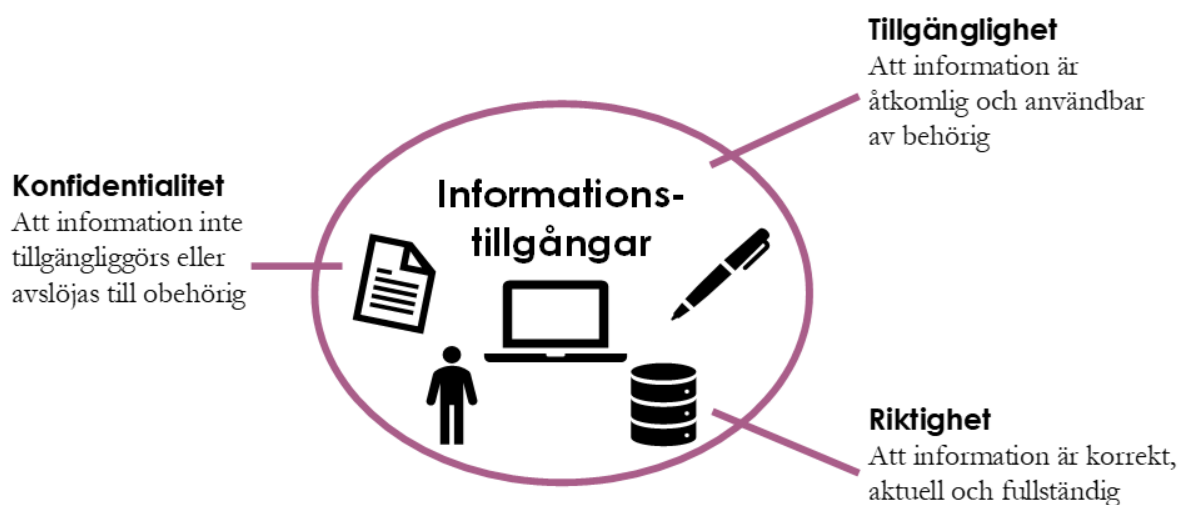 Tillgänglighet
Att information är
åtkomlig och användbar
av behörig
Konfidentialitet
Att information inte
tillgängliggörs eller
avslöjas till obehörig
Informations-
tillgångar
Riktighet
Att information är korrekt,
aktuell och fullständig